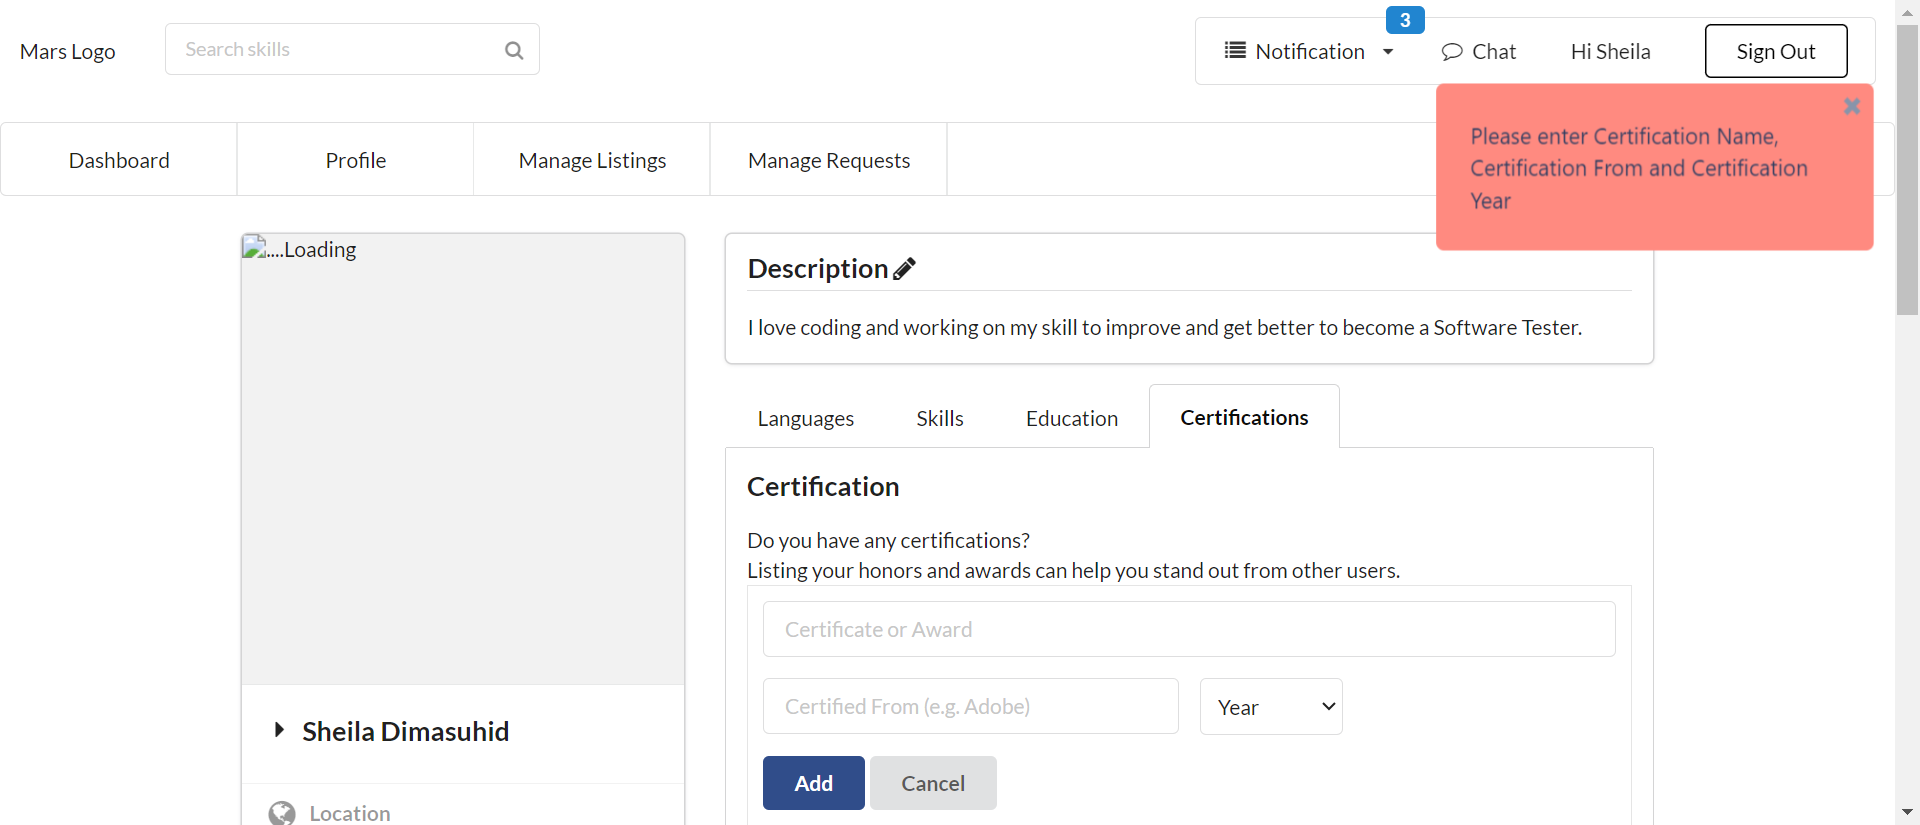 Mars Logo
Search skills
Notification
3
Chat
Hi Sheila
Sign Out
Please enter Certification Name,
Certification From and Certification
Year
Dashboard
Profile
Manage Listings
Manage Requests
....Loading
Description
I love coding and working on my skill to improve and get better to become a Software Tester.
Languages
Skills
Education
Certifications
Certification
Do you have any certifications?
Listing your honors and awards can help you stand out from other users.
Certificate or Award
Certified From (e.g. Adobe)
Year
Add
Cancel
Sheila Dimasuhid
Location